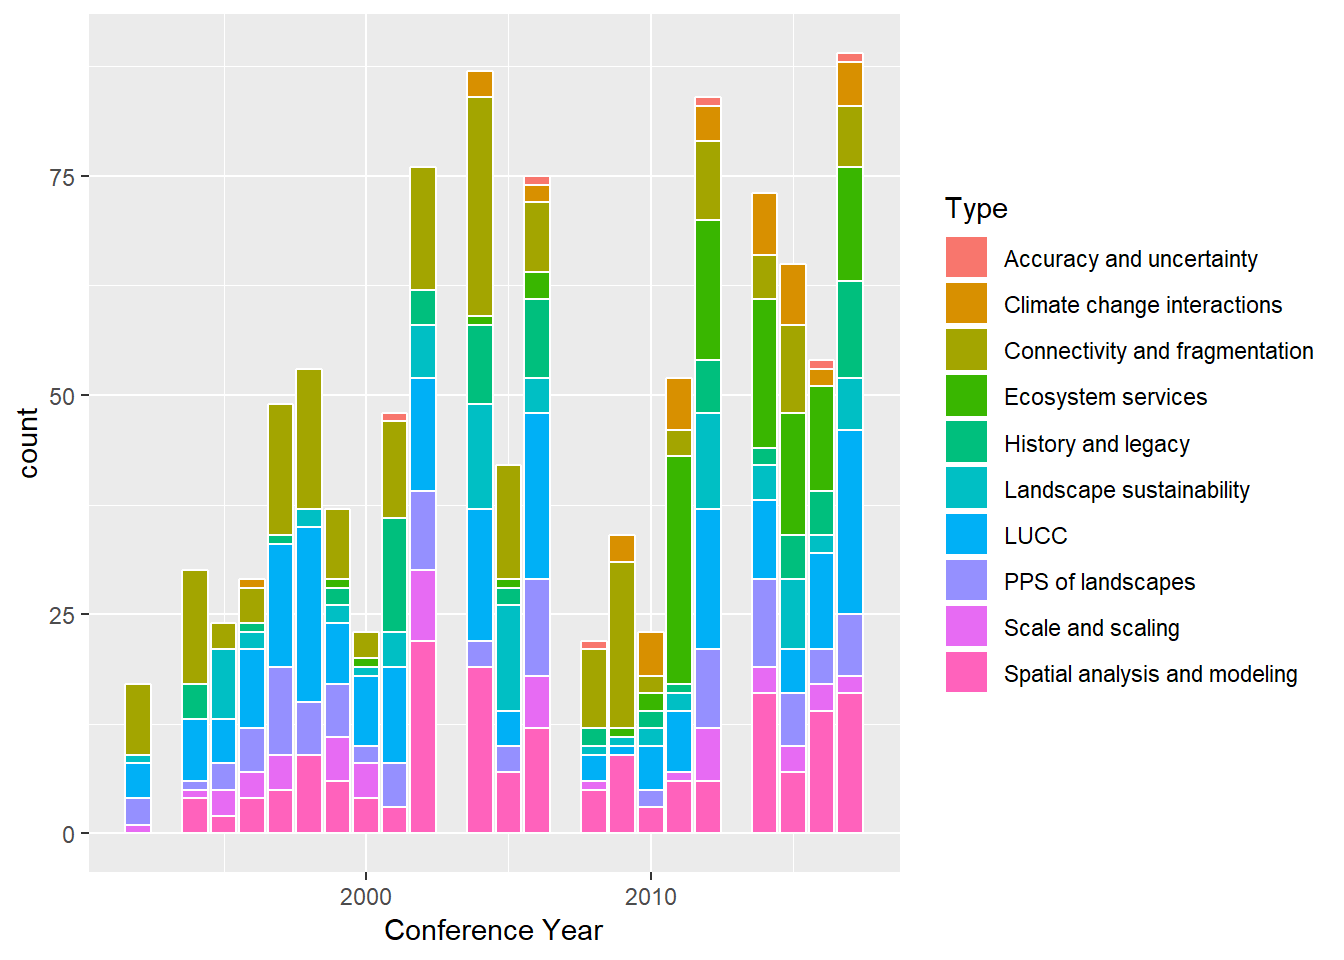 75
50
25
0
count
2000
2010
Conference Year
Type
Accuracy and uncertainty
Climate change interactions
Connectivity and fragmentation
Ecosystem services
History and legacy
Landscape sustainability
LUCC
PPS of landscapes
Scale and scaling
Spatial analysis and modeling